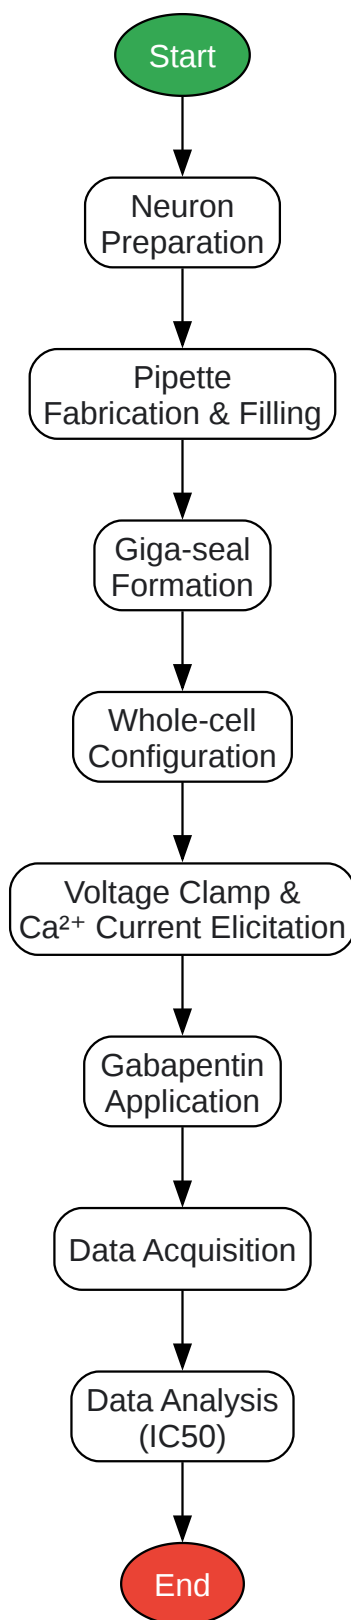 Start
Neuron
Preparation
Pipette
Fabrication & Filling
Giga-seal
Formation
Whole-cell
Configuration
Voltage Clamp &
Ca²⁺ Current Elicitation
Gabapentin
Application
Data Acquisition
Data Analysis
(IC50)
End